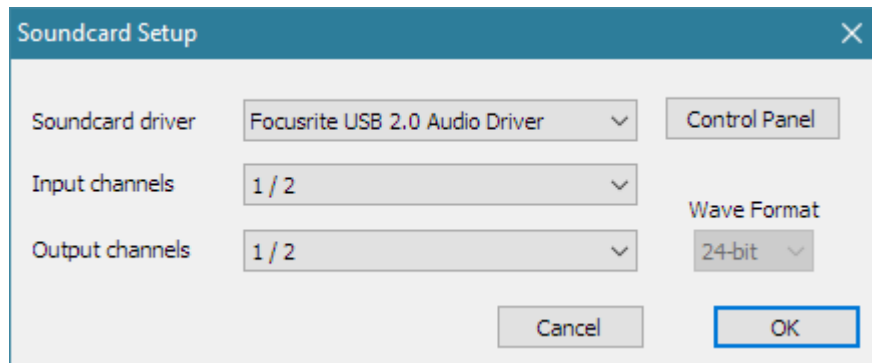 Soundcard Setup
Soundcard driver
Focusrite USB 2.0 Audio Driver
Control Panel
Input channels
1 / 2
Wave Format
Output channels
1 / 2
24-bit
Cancel
OK